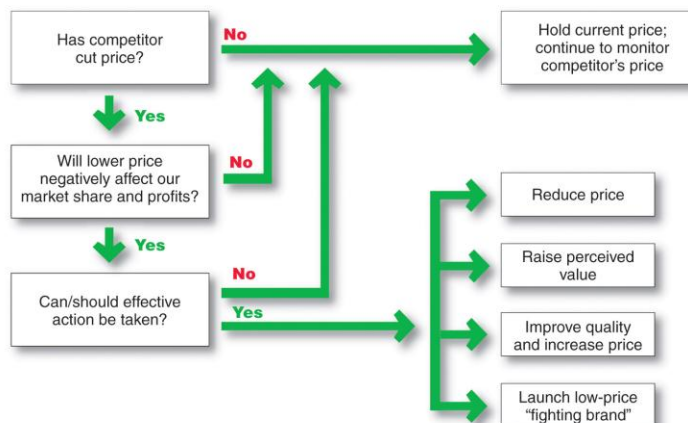 Has competitor
cut price?
No
Hold current price;
continue to monitor
competitor's price
Yes
Will lower price
negatively affect our
market share and profits?
No
Reduce price
Yes
Raise perceived
value
Can/should effective
action be taken?
No
Yes
Improve quality
and increase price
Launch low-price
“fighting brand”